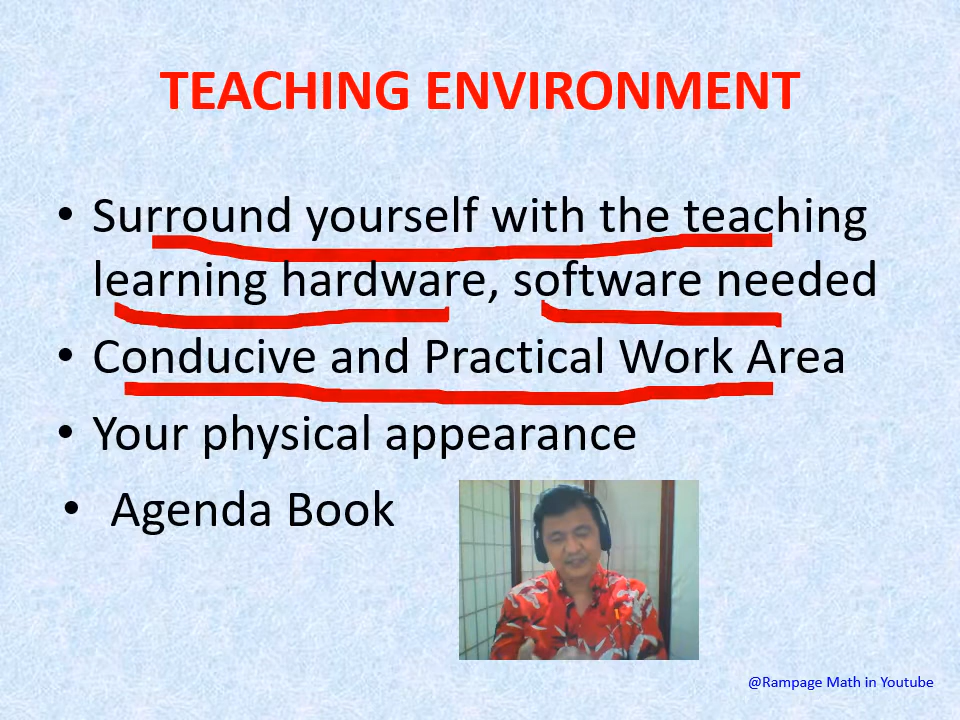 TEACHING ENVIRONMENT
• Surround yourself with the teaching
learning hardware, software needed
• Conducive and Practical Work Area
• Your physical appearance
• Agenda Book
@Rampage Math in Youtube